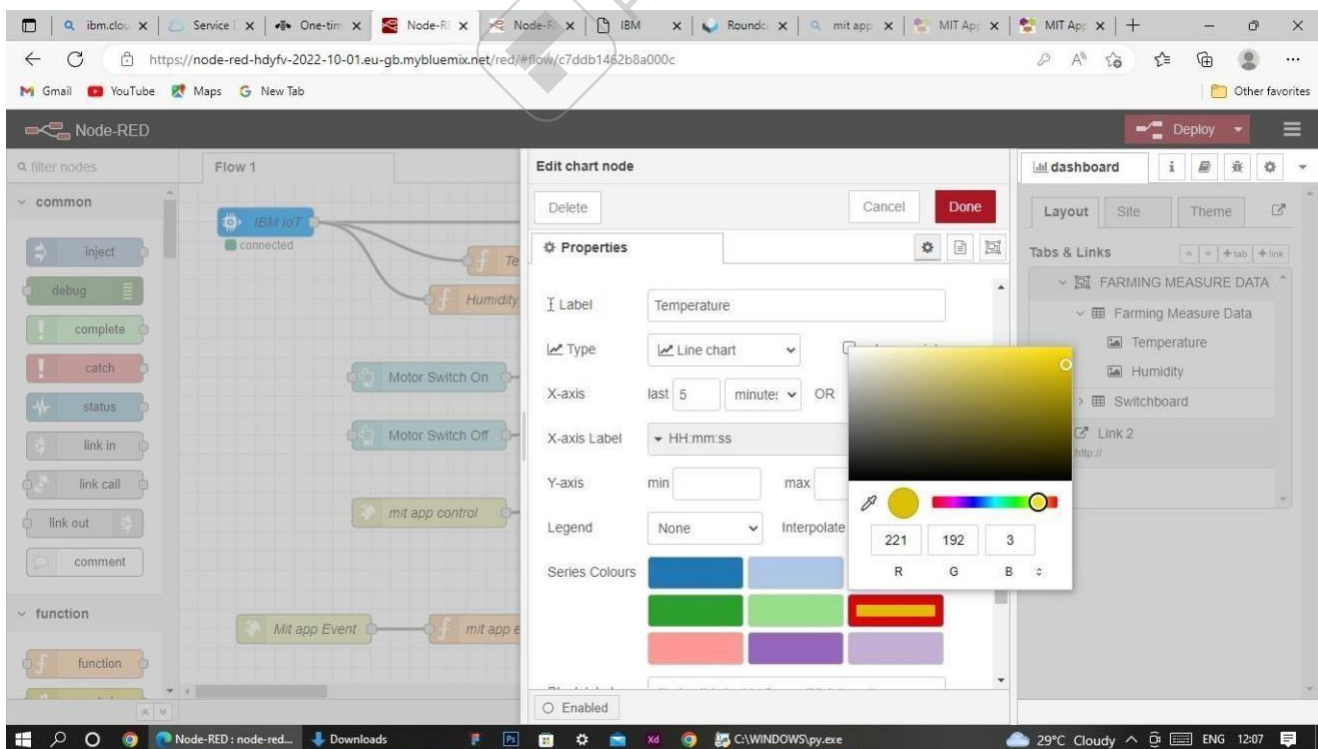 ibm.clou
Service
One-tim
Node-R
Node-R
IBM
Roundc
mit app
MIT App
MIT App
https://node-red-hdyfv-2022-10-01.eu-gb.mybluemix.net/red/#flow/c7ddb1462b8a000c
Gmail YouTube Maps New Tab Other favorites
Node-RED Deploy
filter nodes
common
inject
debug
complete
catch
status
link in
link call
link out
comment
function
function
Flow 1
IBM IoT
connected
Te
Humidity
Motor Switch On
Motor Switch Off
mit app control
Mit app Event
mit app e
Edit chart node
Delete Cancel Done
Properties
Label Temperature
Type Line chart
X-axis last 5 minute: OR
X-axis Label HH:mm:ss
Y-axis min max
Legend None Interpolate
Series Colours
221 192 3
R G B
Enabled
dashboard
Layout Site Theme
Tabs & Links +tab +link
FARMING MEASURE DATA
Farming Measure Data
Temperature
Humidity
Switchboard
Link 2
http://
Node-RED : node-red... Downloads Ps Xd C:\WINDOWS\py.exe 29°C Cloudy ENG 12:07